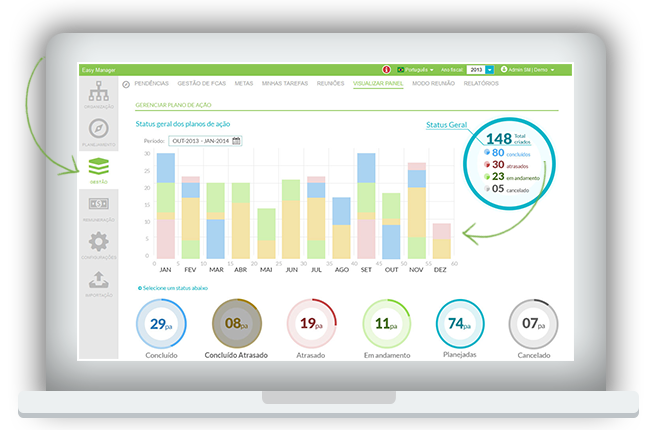 Easy Manager
Português
Ano fiscal:
2013
Admin SM | Demo
PENDÊNCIAS GESTÃO DE PCAS METAS MINHAS TAREFAS REUNIÕES VISUALIZAR PAINEL MODO REUNIÃO RELATÓRIOS
ORGANIZAÇÃO
PLANEJAMENTO
GESTÃO
REMUNERAÇÃO
CONFIGURAÇÕES
IMPORTAÇÃO
GERENCIAR PLANO DE AÇÃO
Status geral dos planos de ação
Período: OUT-2013 - JAN-2014
Status Geral
148 Total criados
80 concluídos
30 atrasados
23 em andamento
05 cancelado
30
25
20
15
10
5
0
0 5 10 15 20 25 30 35 40 45 50 55 60
JAN FEV MAR ABR MAI JUN JUL AGO SET OUT NOV DEZ
Selecione um status abaixo
29pa 08pa 19pa 11pa 74pa 07pa
Concluído Concluído Atrasado Atrasado Em andamento Planejadas Cancelado